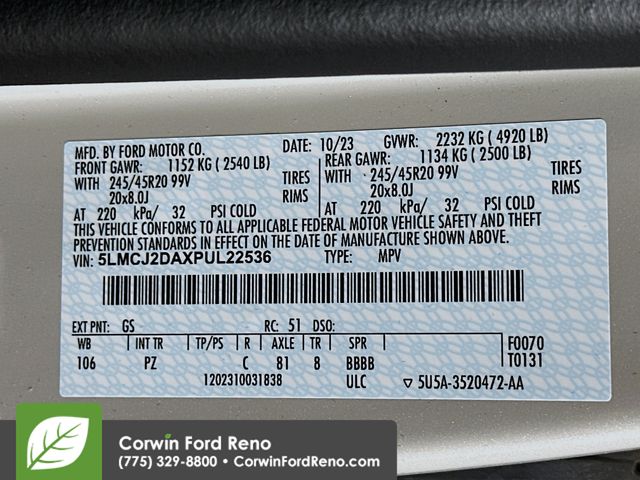 MFD. BY FORD MOTOR CO. DATE: 10/23 GVWR: 2232 KG ( 4920 LB)
FRONT GAWR: 1152 KG ( 2540 LB) REAR GAWR: 1134 KG ( 2500 LB)
WITH 245/45R20 99V TIRES WITH 245/45R20 99V TIRES
20x8.0J RIMS 20x8.0J RIMS
AT 220 kPa/ 32 PSI COLD AT 220 kPa/ 32 PSI COLD
THIS VEHICLE CONFORMS TO ALL APPLICABLE FEDERAL MOTOR VEHICLE SAFETY AND THEFT
PREVENTION STANDARDS IN EFFECT ON THE DATE OF MANUFACTURE SHOWN ABOVE.
VIN: 5LMCJ2DAXPUL22536 TYPE: MPV
EXT PNT: GS RC: 51 DSO:
WB INT TR TP/PS R AXLE TR SPR F0070
106 PZ C 81 8 BBBB T0131
1202310031838 ULC ▽ 5U5A-3520472-AA
Corwin Ford Reno
(775) 329-8800 • CorwinFordReno.com